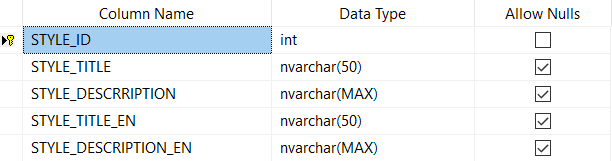 Column Name Data Type Allow Nulls
STYLE_ID int
STYLE_TITLE nvarchar(50)
STYLE_DESCRRIPTION nvarchar(MAX)
STYLE_TITLE_EN nvarchar(50)
STYLE_DESCRIPTION_EN nvarchar(MAX)